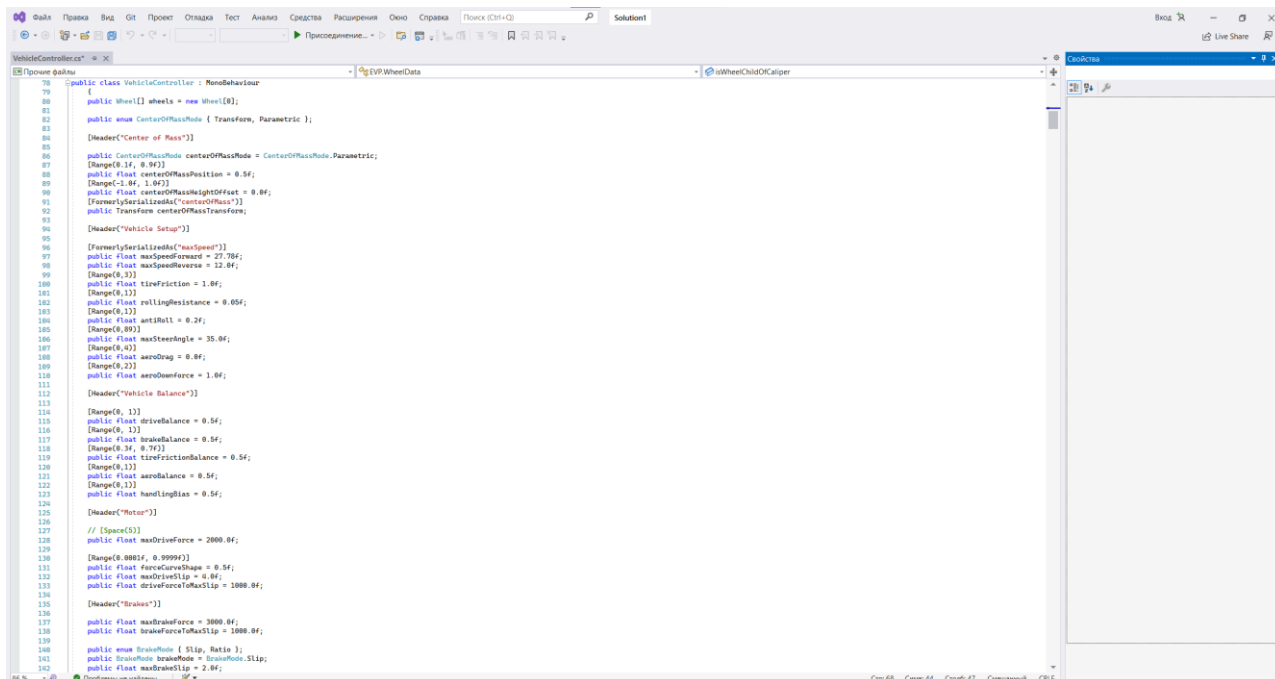 Файл Правка Вид Git Проект Отладка Тест Анализ Средства Расширения Окно Справка Поиск (Ctrl+Q) Solution1 Вход
Присоединение... Live Share
VehicleController.cs* Свойства
Прочие файлы EVP.WheelData isWheelChildOfCaliper
78 public class VehicleController : MonoBehaviour
79 {
80 public Wheel[] wheels = new Wheel[0];
81
82 public enum CenterOfMassMode { Transform, Parametric };
83
84 [Header("Center of Mass")]
85
86 public CenterOfMassMode centerOfMassMode = CenterOfMassMode.Parametric;
87 [Range(0.1f, 0.9f)]
88 public float centerOfMassPosition = 0.5f;
89 [Range(-1.0f, 1.0f)]
90 public float centerOfMassHeightOffset = 0.0f;
91 [FormerlySerializedAs("centerOfMass")]
92 public Transform centerOfMassTransform;
93
94 [Header("Vehicle Setup")]
95
96 [FormerlySerializedAs("maxSpeed")]
97 public float maxSpeedForward = 27.78f;
98 public float maxSpeedReverse = 12.0f;
99 [Range(0,3)]
100 public float tireFriction = 1.0f;
101 [Range(0,1)]
102 public float rollingResistance = 0.05f;
103 [Range(0,1)]
104 public float antiRoll = 0.2f;
105 [Range(0,89)]
106 public float maxSteerAngle = 35.0f;
107 [Range(0,4)]
108 public float aeroDrag = 0.0f;
109 [Range(0,2)]
110 public float aeroDownforce = 1.0f;
111
112 [Header("Vehicle Balance")]
113
114 [Range(0, 1)]
115 public float driveBalance = 0.5f;
116 [Range(0, 1)]
117 public float brakeBalance = 0.5f;
118 [Range(0.3f, 0.7f)]
119 public float tireFrictionBalance = 0.5f;
120 [Range(0,1)]
121 public float aeroBalance = 0.5f;
122 [Range(0,1)]
123 public float handlingBias = 0.5f;
124
125 [Header("Motor")]
126
127 // [Space(5)]
128 public float maxDriveForce = 2000.0f;
129
130 [Range(0.0001f, 0.9999f)]
131 public float forceCurveShape = 0.5f;
132 public float maxDriveSlip = 4.0f;
133 public float driveForceToMaxSlip = 1000.0f;
134
135 [Header("Brakes")]
136
137 public float maxBrakeForce = 3000.0f;
138 public float brakeForceToMaxSlip = 1000.0f;
139
140 public enum BrakeMode { Slip, Ratio };
141 public BrakeMode brakeMode = BrakeMode.Slip;
142 public float maxBrakeSlip = 2.0f;